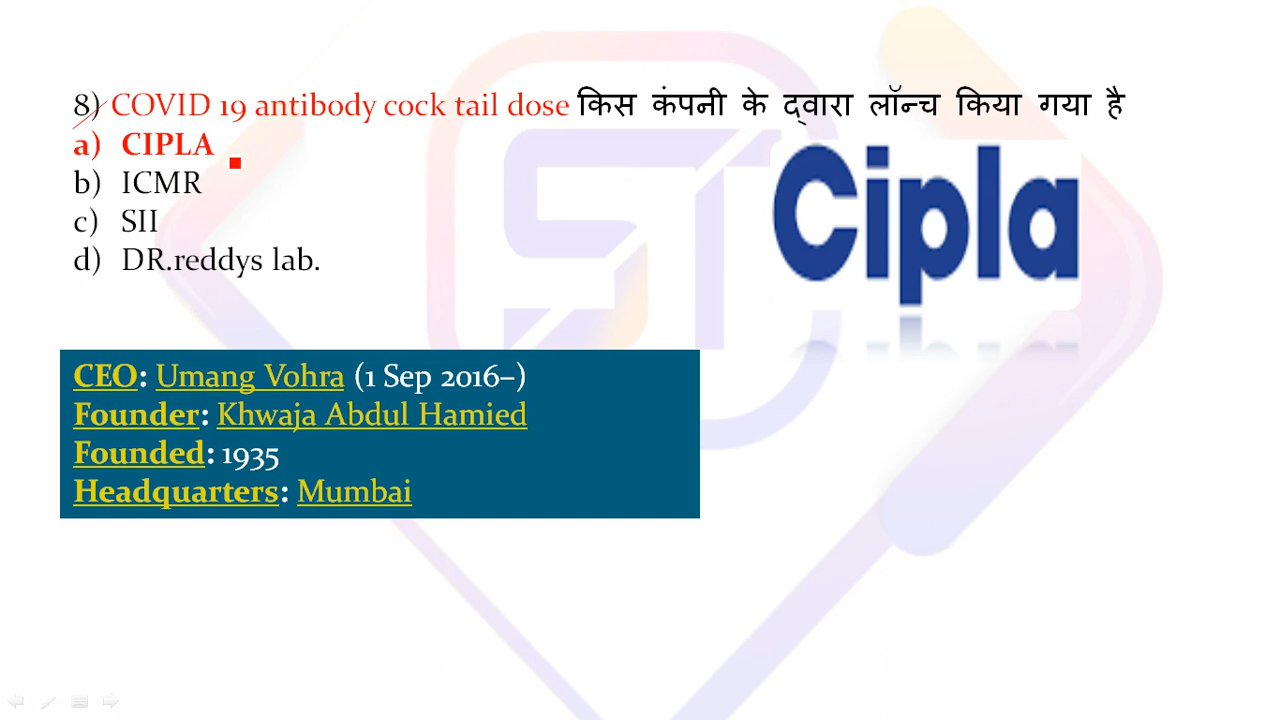 8) COVID 19 antibody cock tail dose किस कंपनी के द्वारा लॉन्च किया गया है
a) CIPLA
b) ICMR
c) SII
d) DR.reddys lab.
Cipla
CEO: Umang Vohra (1 Sep 2016–)
Founder: Khwaja Abdul Hamied
Founded: 1935
Headquarters: Mumbai